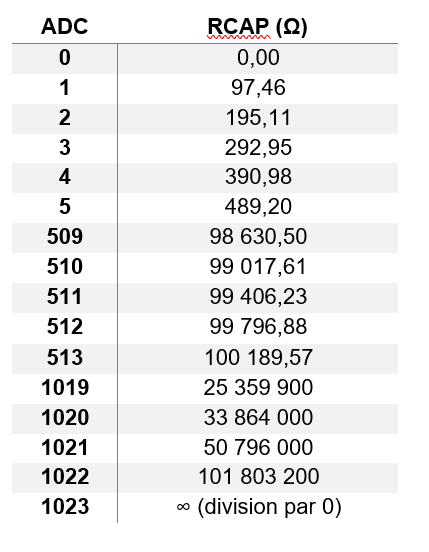 ADC RCAP (Ω)
0 0,00
1 97,46
2 195,11
3 292,95
4 390,98
5 489,20
509 98 630,50
510 99 017,61
511 99 406,23
512 99 796,88
513 100 189,57
1019 25 359 900
1020 33 864 000
1021 50 796 000
1022 101 803 200
1023 ∞ (division par 0)